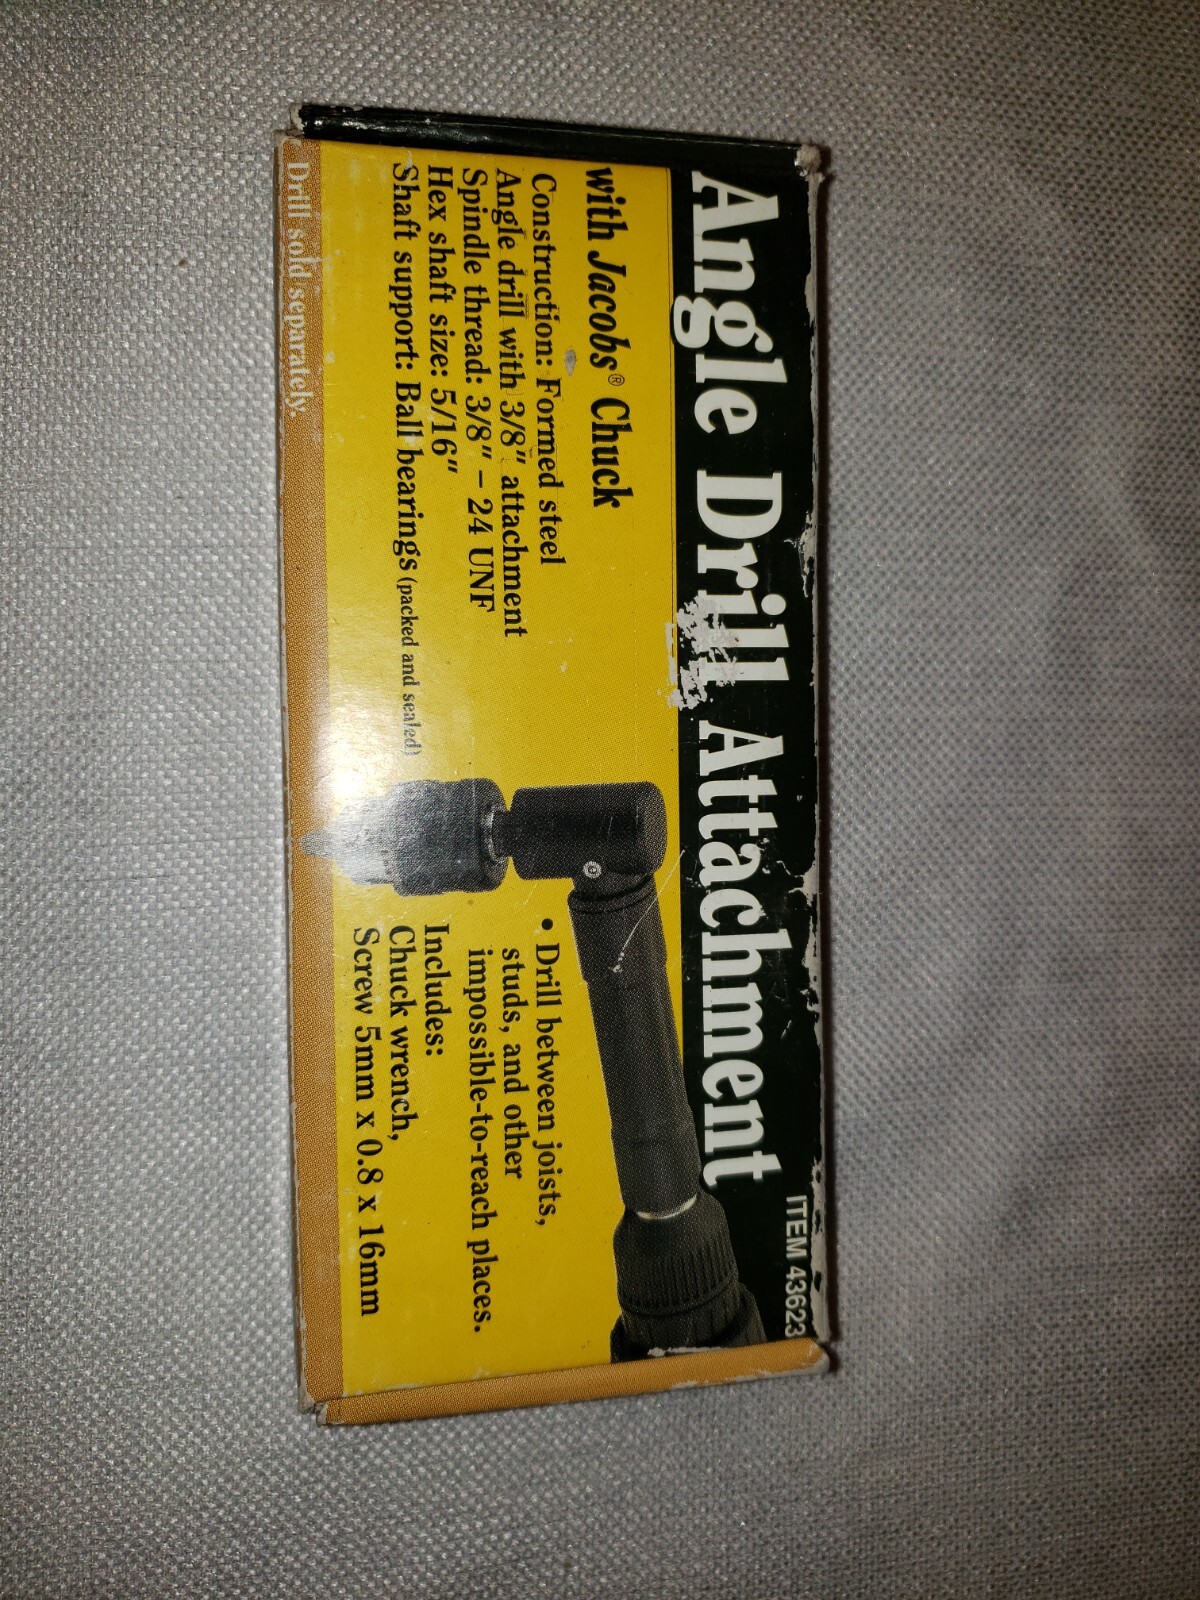 Angle Drill Attachment
ITEM 43623
with Jacobs® Chuck
Construction: Formed steel
Angle drill with 3/8" attachment
Spindle thread: 3/8" – 24 UNF
Hex shaft size: 5/16"
Shaft support: Ball bearings (packed and sealed)
• Drill between joists,
studs, and other
impossible-to-reach places.
Includes:
Chuck wrench,
Screw 5mm x 0.8 x 16mm
Drill sold separately.